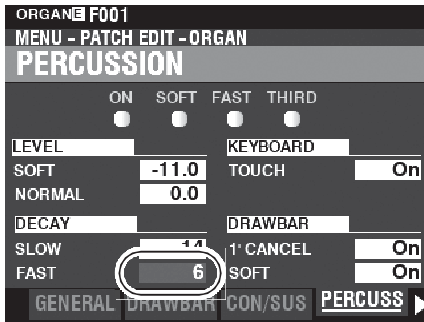 ORGAN E F001
MENU - PATCH EDIT - ORGAN
PERCUSSION
ON SOFT FAST THIRD
LEVEL KEYBOARD
SOFT -11.0 TOUCH On
NORMAL 0.0
DECAY DRAWBAR
SLOW 14 1' CANCEL On
FAST 6 SOFT On
GENERAL DRAWBAR CON/SUS PERCUSS